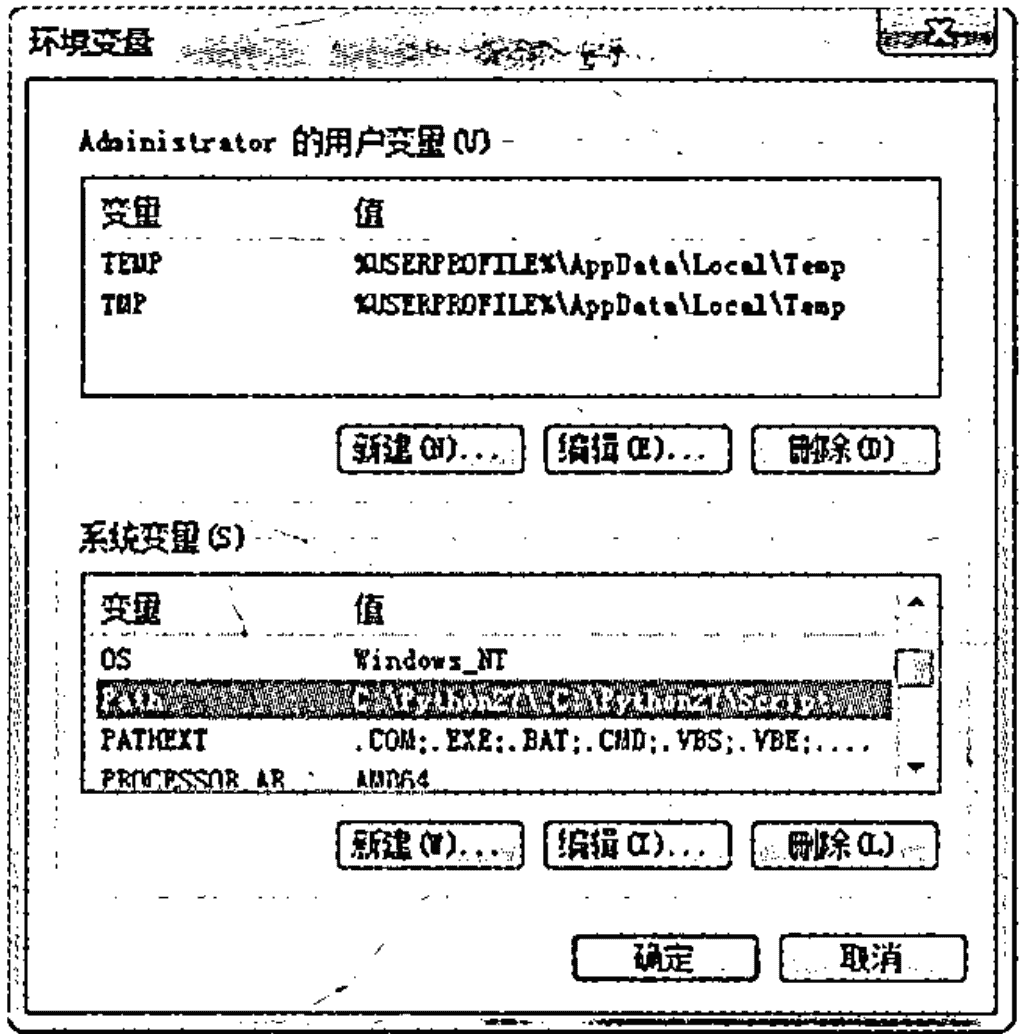 环境变量
Administrator 的用户变量(U)
变量 值
TEMP %USERPROFILE%\AppData\Local\Temp
TMP %USERPROFILE%\AppData\Local\Temp
新建(N)... 编辑(E)... 删除(D)
系统变量(S)
变量 值
OS Windows_NT
Path C:\Python27\;C:\Python27\Script...
PATHEXT .COM;.EXE;.BAT;.CMD;.VBS;.VBE;....
PROCESSOR_AR AMD64
新建(W)... 编辑(I)... 删除(L)
确定 取消